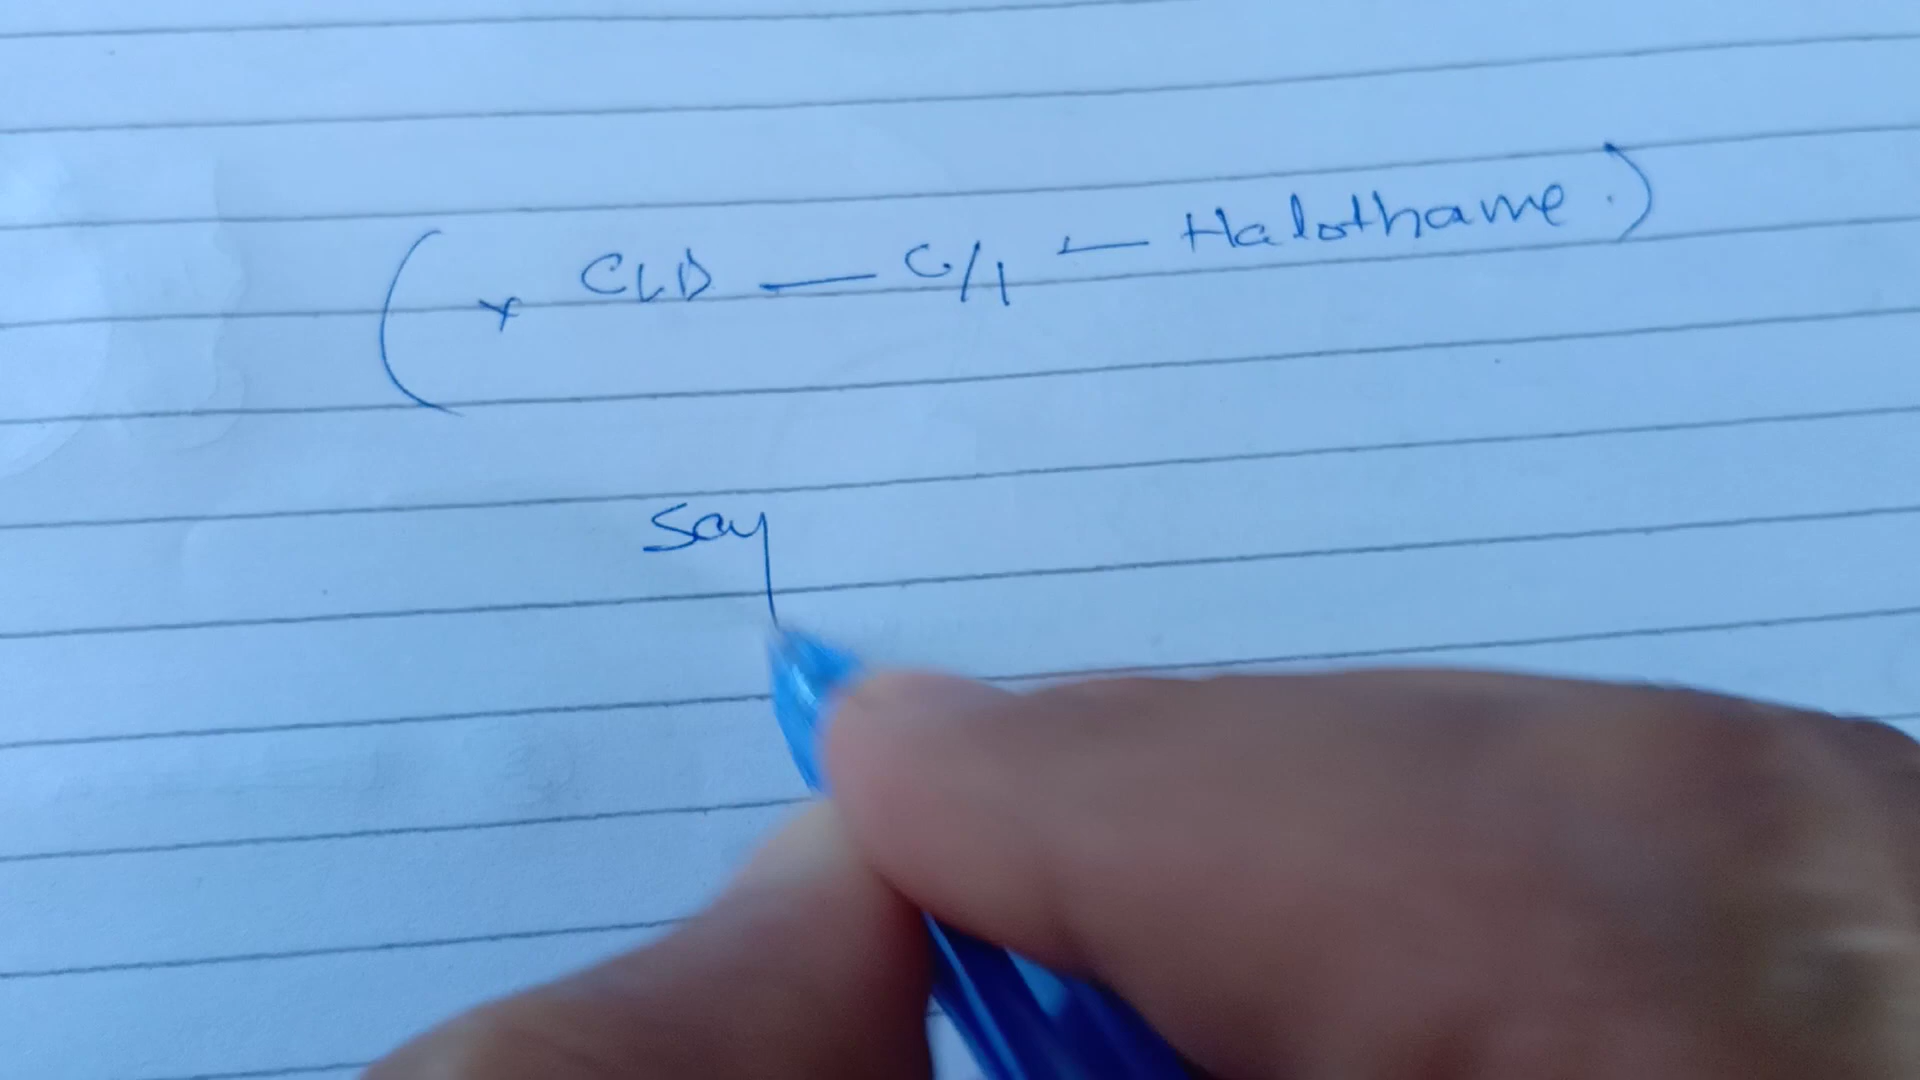 (* CLD — C/I — Halothane.)
Say